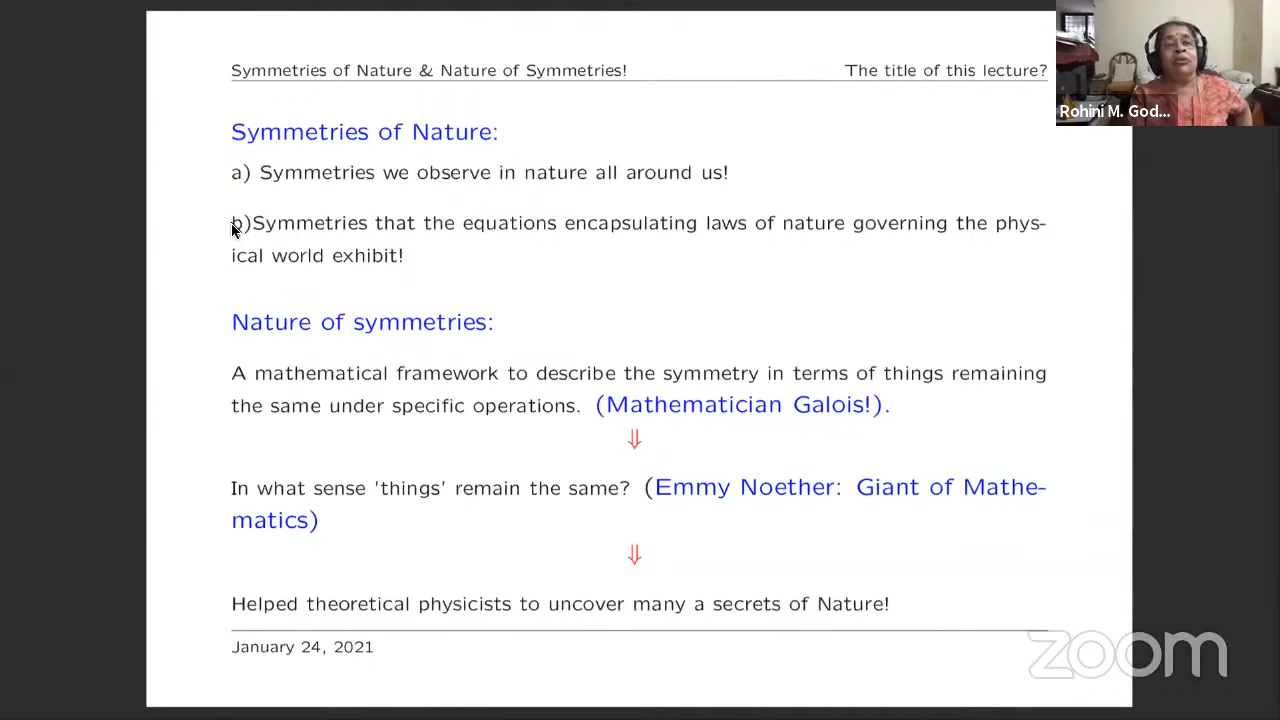 Symmetries of Nature & Nature of Symmetries! The title of this lecture?
Rohini M. God...
Symmetries of Nature:
a) Symmetries we observe in nature all around us!
b)Symmetries that the equations encapsulating laws of nature governing the phys-
ical world exhibit!
Nature of symmetries:
A mathematical framework to describe the symmetry in terms of things remaining
the same under specific operations. (Mathematician Galois!).
⇓
In what sense 'things' remain the same? (Emmy Noether: Giant of Mathe-
matics)
⇓
Helped theoretical physicists to uncover many a secrets of Nature!
January 24, 2021
zoom